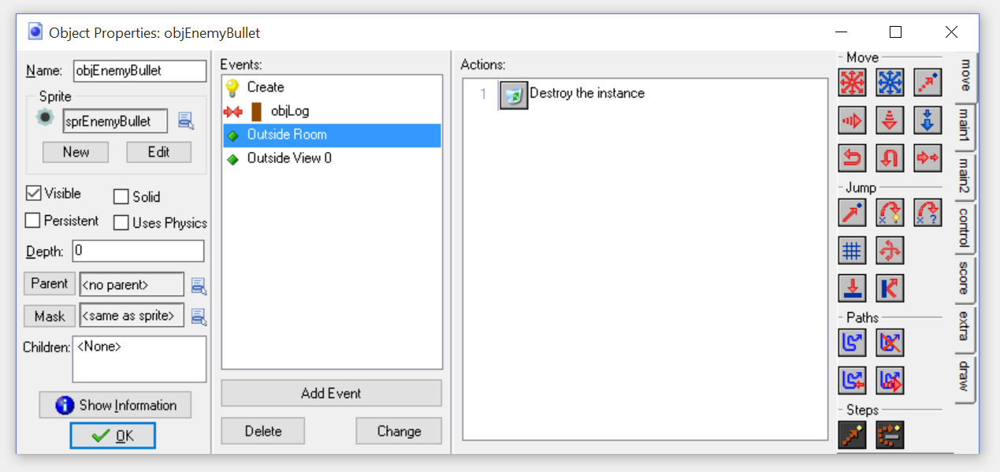 Object Properties: objEnemyBullet
Name: objEnemyBullet
Sprite
sprEnemyBullet
New Edit
Visible Solid
Persistent Uses Physics
Depth: 0
Parent <no parent>
Mask <same as sprite>
Children: <None>
Show Information
OK
Events:
Create
objLog
Outside Room
Outside View 0
Add Event
Delete Change
Actions:
1 Destroy the instance
Move
Jump
Paths
Steps
move
main1
main2
control
score
extra
draw